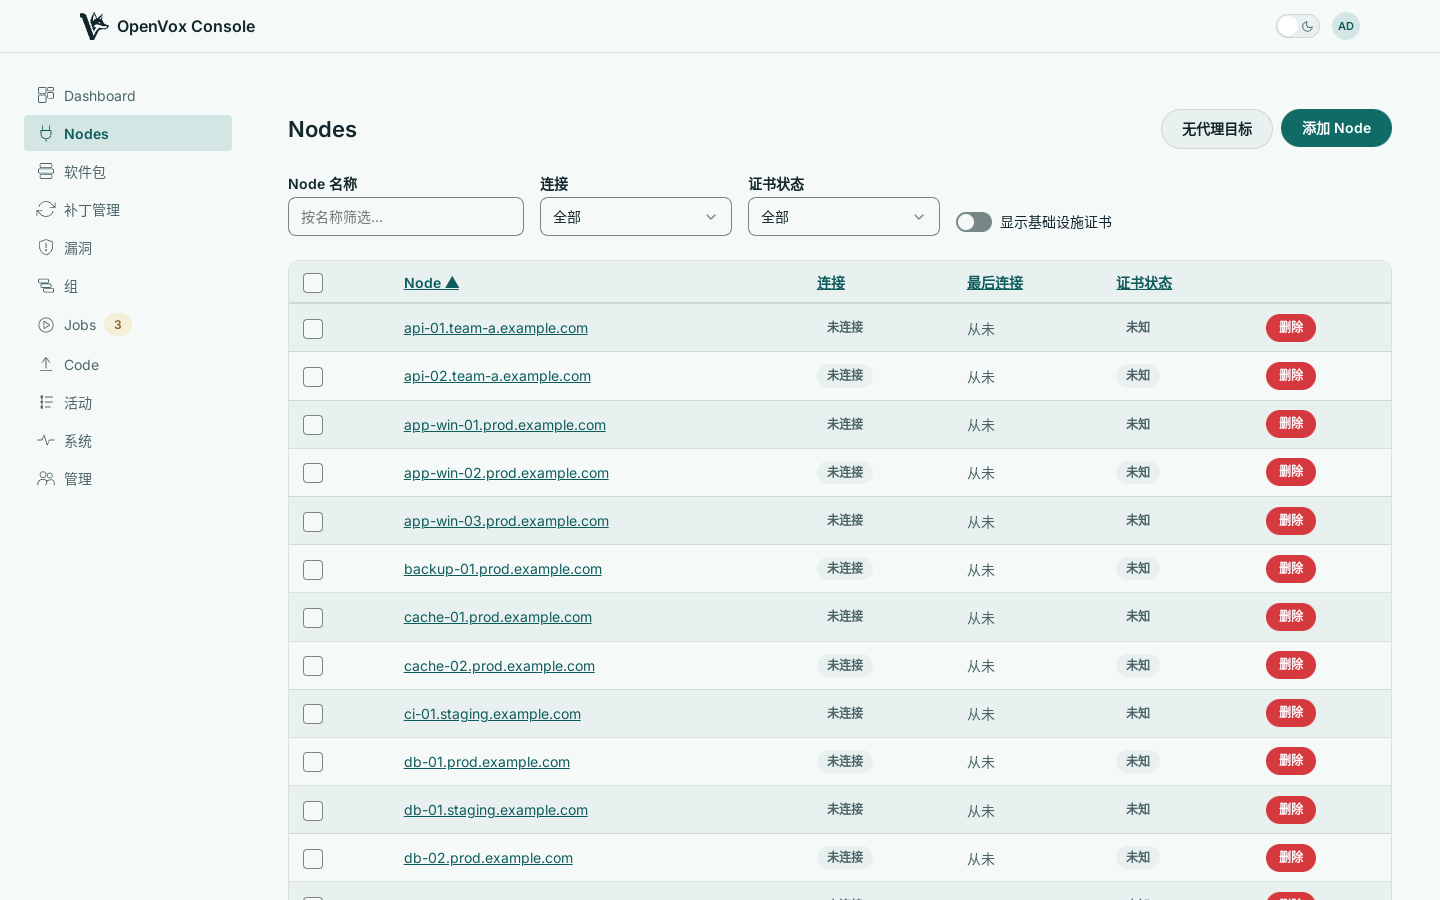 OpenVox Console
AD
Dashboard
Nodes
软件包
补丁管理
漏洞
组
Jobs 3
Code
活动
系统
管理
Nodes
无代理目标
添加 Node
Node 名称
连接
证书状态
按名称筛选...
全部
全部
显示基础设施证书
Node ▲ 连接 最后连接 证书状态
api-01.team-a.example.com 未连接 从未 未知 删除
api-02.team-a.example.com 未连接 从未 未知 删除
app-win-01.prod.example.com 未连接 从未 未知 删除
app-win-02.prod.example.com 未连接 从未 未知 删除
app-win-03.prod.example.com 未连接 从未 未知 删除
backup-01.prod.example.com 未连接 从未 未知 删除
cache-01.prod.example.com 未连接 从未 未知 删除
cache-02.prod.example.com 未连接 从未 未知 删除
ci-01.staging.example.com 未连接 从未 未知 删除
db-01.prod.example.com 未连接 从未 未知 删除
db-01.staging.example.com 未连接 从未 未知 删除
db-02.prod.example.com 未连接 从未 未知 删除